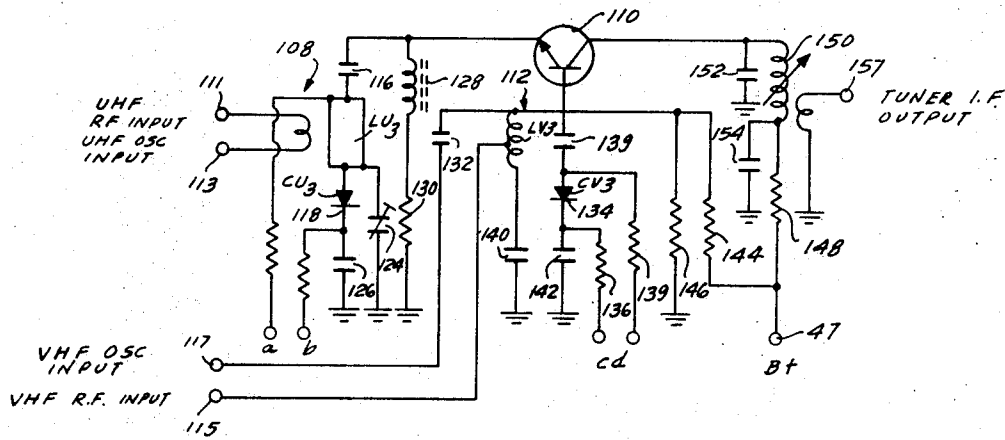 110
108
111
116
128
112
152
150
157
UHF
RF INPUT
UHF OSC
INPUT
TUNER I.F.
OUTPUT
LU3
LV3
132
139
154
113
CU3
118
130
CV3
134
148
140
124
126
142
136
139
146
144
a
b
cd
47
B+
117
VHF OSC
INPUT
VHF R.F. INPUT
115